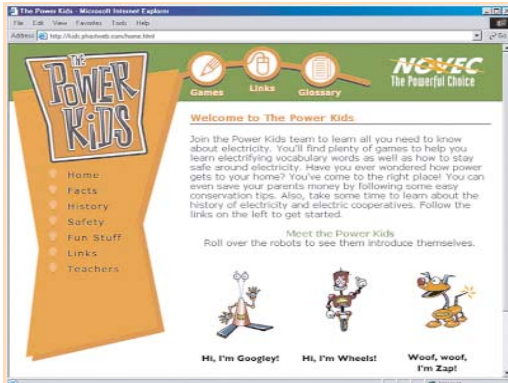 The Power Kids - Microsoft Internet Explorer
File Edit View Favorites Tools Help
Address http://kids.phactweb.com/home.html
Go
THE
POWER
KiDS
Games
Links
Glossary
NOVEC
The Powerful Choice
Home
Facts
History
Safety
Fun Stuff
Links
Teachers
Welcome to The Power Kids
Join the Power Kids team to learn all you need to know
about electricity. You'll find plenty of games to help you
learn electrifying vocabulary words as well as how to stay
safe around electricity. Have you ever wondered how power
gets to your home? You've come to the right place! You can
even save your parents money by following some easy
conservation tips. Also, take some time to learn about the
history of electricity and electric cooperatives. Follow the
links on the left to get started.
Meet the Power Kids
Roll over the robots to see them introduce themselves.
Hi, I'm Googley!
Hi, I'm Wheels!
Woof, woof,
I'm Zap!